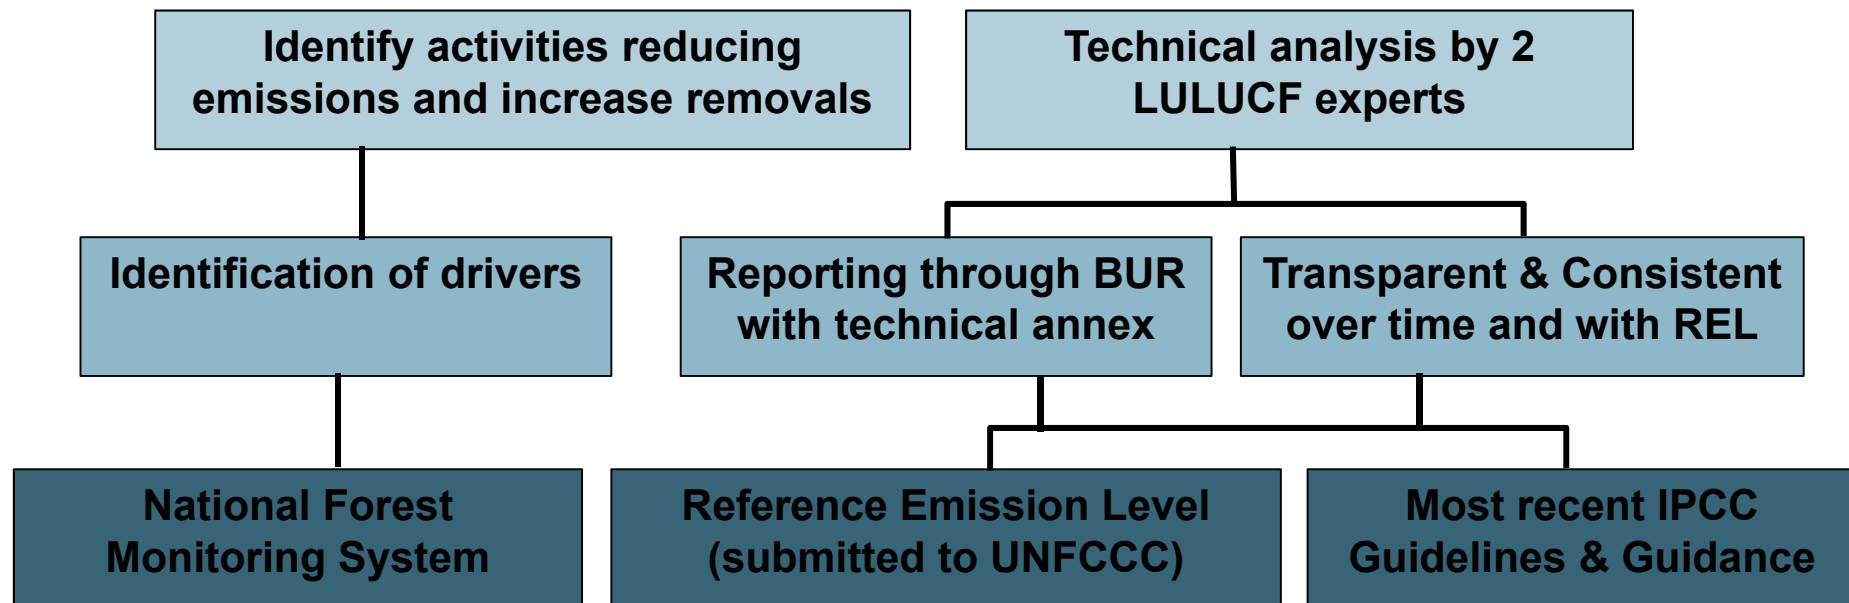 Identify activities reducing
emissions and increase removals
Technical analysis by 2
LULUCF experts
Identification of drivers
Reporting through BUR
with technical annex
Transparent & Consistent
over time and with REL
National Forest
Monitoring System
Reference Emission Level
(submitted to UNFCCC)
Most recent IPCC
Guidelines & Guidance